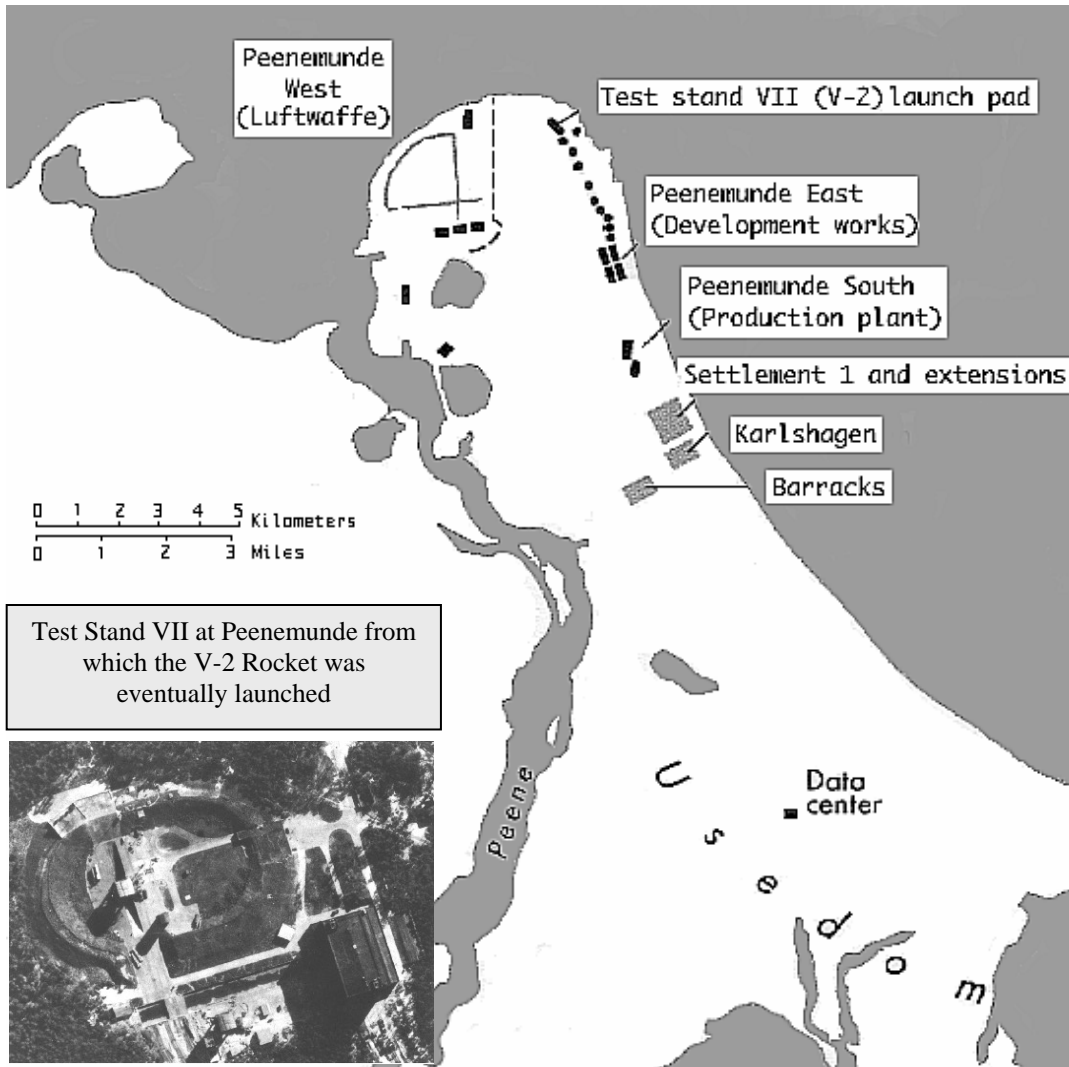 Peenemunde
West
(Luftwaffe)
Test stand VII (V-2) launch pad
Peenemunde East
(Development works)
Peenemunde South
(Production plant)
Settlement 1 and extensions
Karlshagen
Barracks
0 1 2 3 4 5 Kilometers
0 1 2 3 Miles
Test Stand VII at Peenemunde from
which the V-2 Rocket was
eventually launched
Peene
Data
center
Usedom